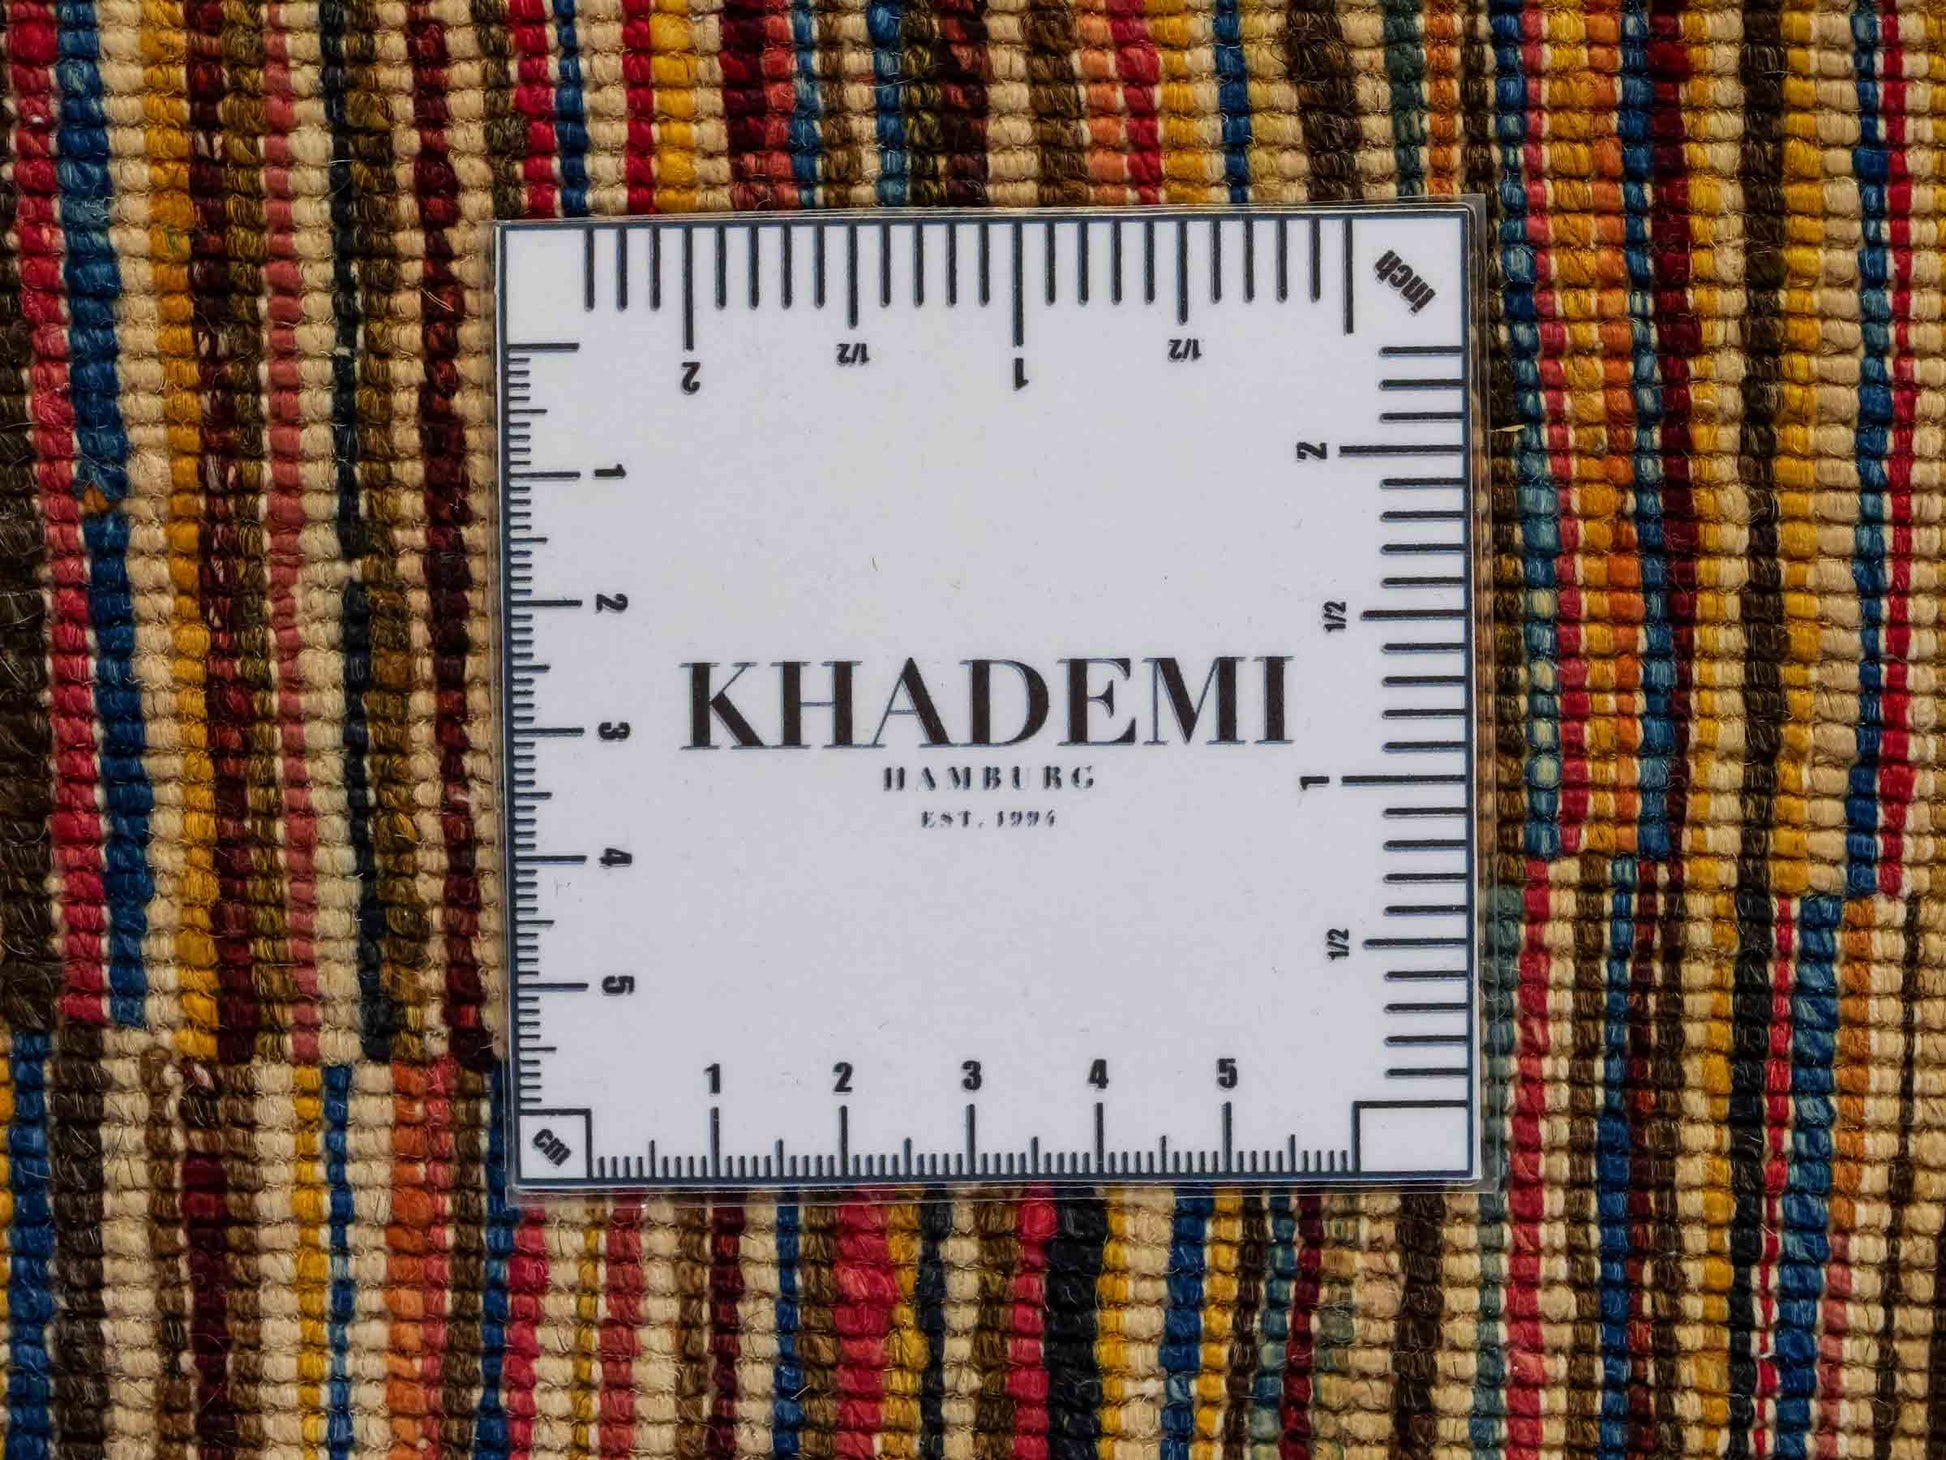 inch
2 1/2 1 1/2
1
2
3
4
5
2
1/2
1
1/2
KHADEMI
HAMBURG
EST. 1994
1 2 3 4 5
cm